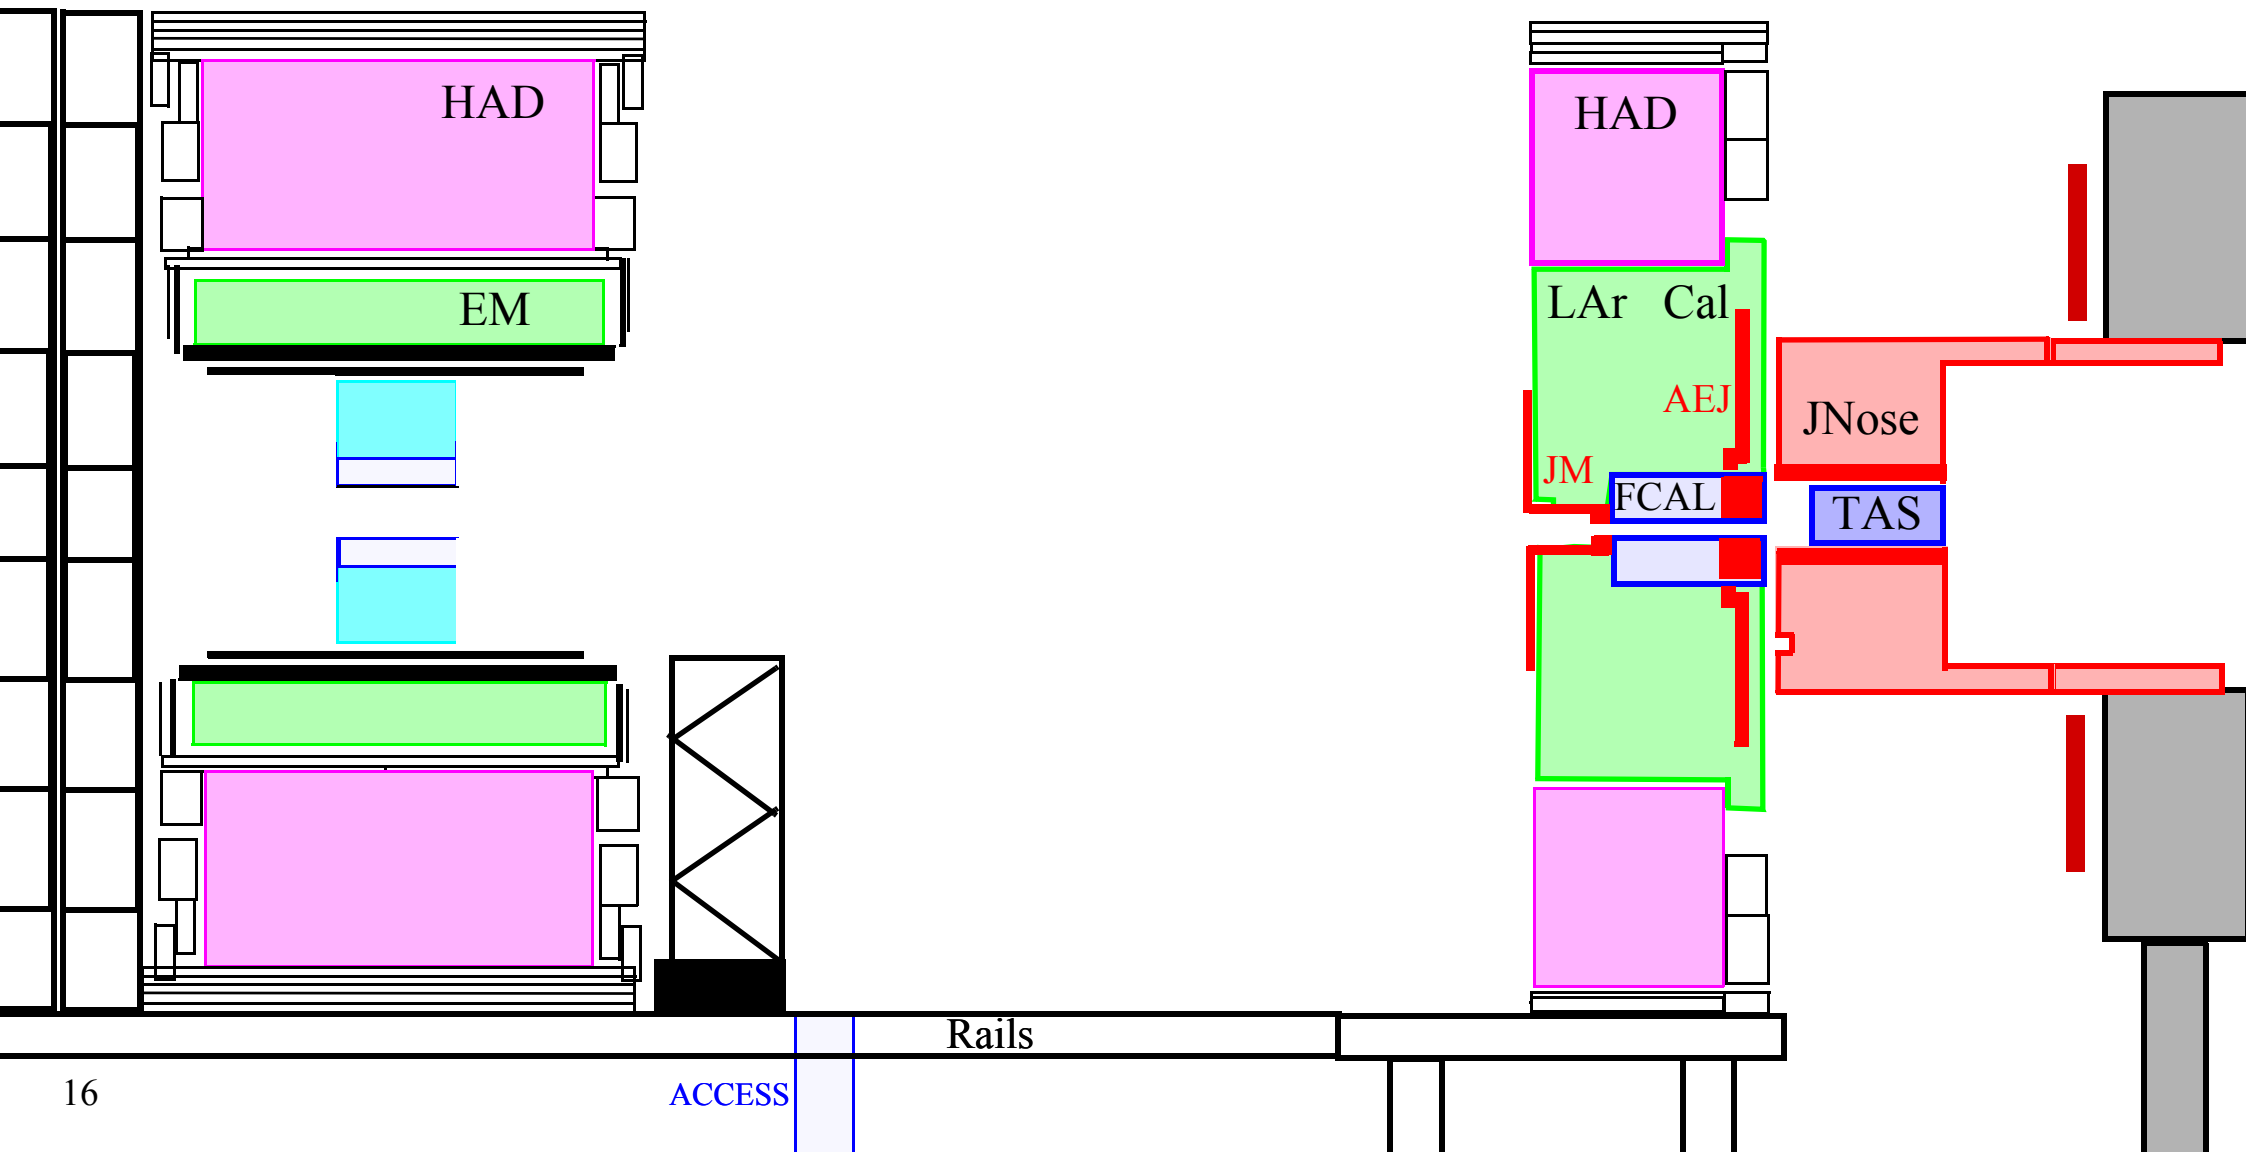 HAD
HAD
EM
LAr Cal
AEJ
JNose
JM
FCAL
TAS
Rails
16
ACCESS